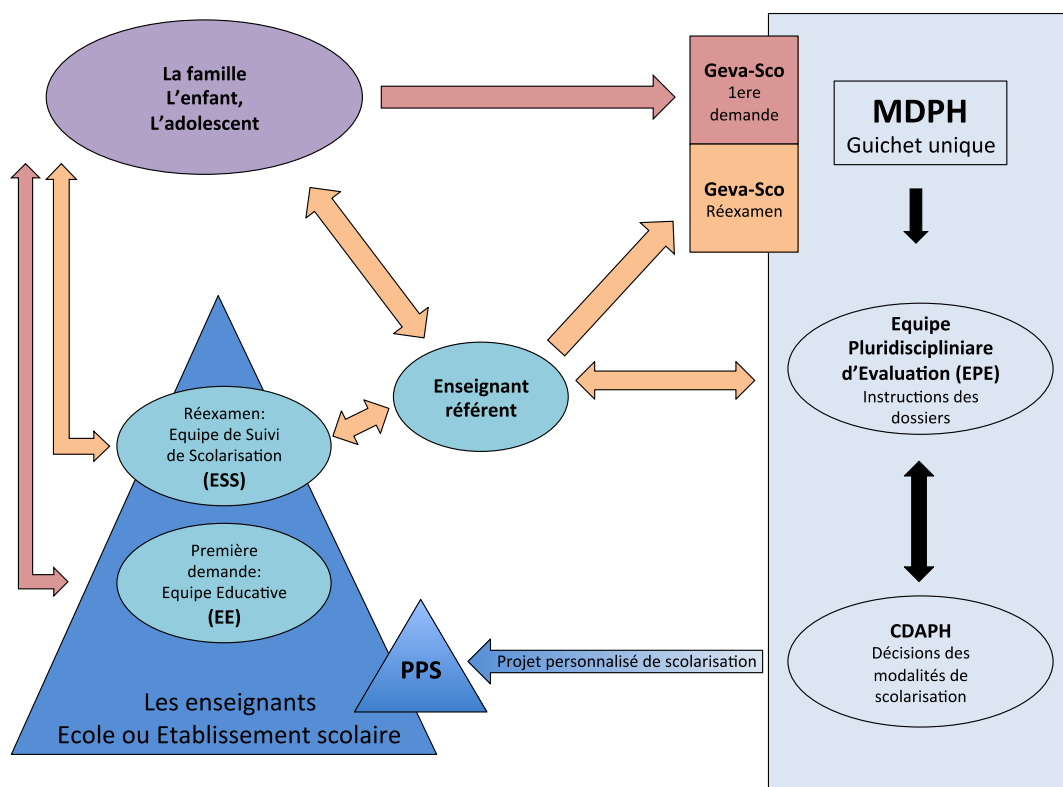 La famille
L'enfant,
L'adolescent
Geva-Sco
1ere
demande
Geva-Sco
Réexamen
MDPH
Guichet unique
Equipe
Pluridiscipliniare
d'Evaluation (EPE)
Instructions des
dossiers
Enseignant
référent
Réexamen:
Equipe de Suivi
de Scolarisation
(ESS)
Première
demande:
Equipe Educative
(EE)
CDAPH
Décisions des
modalités de
scolarisation
Projet personnalisé de scolarisation
PPS
Les enseignants
Ecole ou Etablissement scolaire